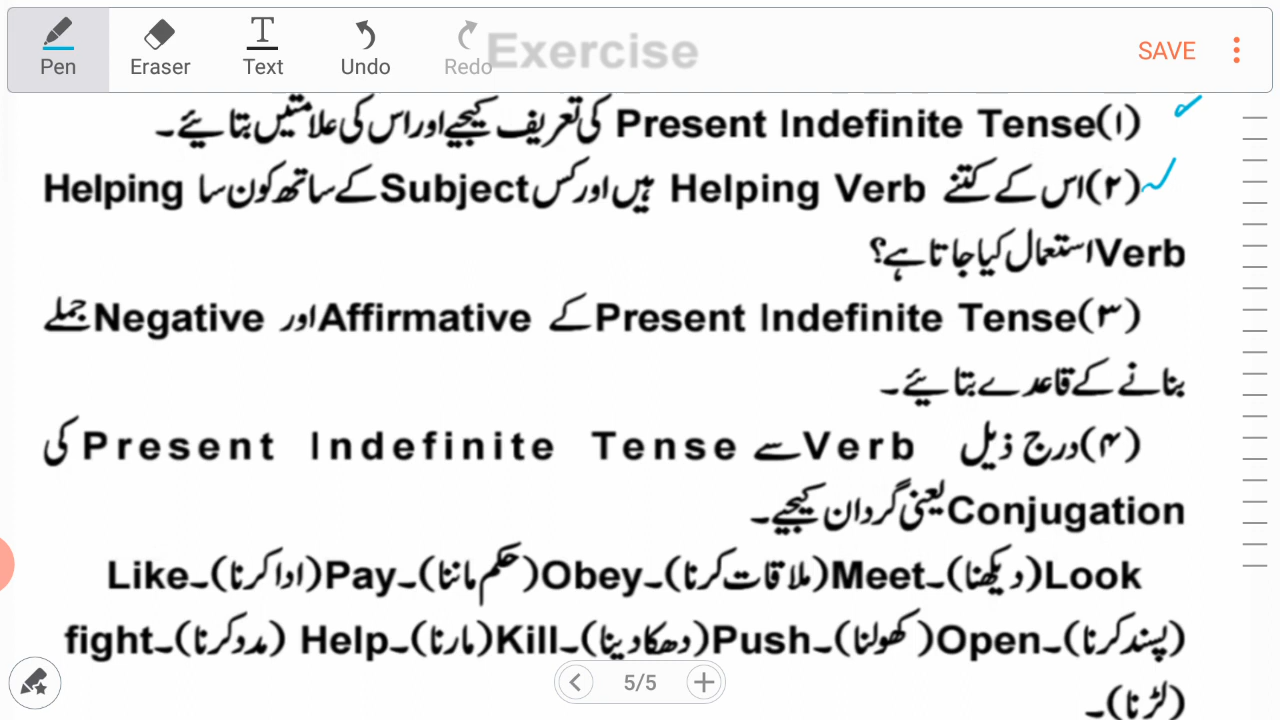 Pen
Eraser
Text
Undo
Redo
Exercise
SAVE
(۱)Present Indefinite Tense کی تعریف کیجیے اور اس کی علامتیں بتائیے۔
(۲)اس کے کتنے Helping Verb ہیں اور کس Subject کے ساتھ کون سا Helping
Verb استعمال کیا جاتا ہے؟
(۳)Present Indefinite Tense کے Affirmative اور Negative جملے
بنانے کے قاعدے بتائیے۔
(۴)درج ذیل Verb سے Present Indefinite Tense کی
Conjugation یعنی گردان کیجیے۔
Look(دیکھنا)۔Meet(ملاقات کرنا)۔Obey(حکم ماننا)۔Pay(ادا کرنا)۔Like
(پسند کرنا)۔Open(کھولنا)۔Push(دھکا دینا)۔Kill(مارنا)۔Help(مدد کرنا)۔fight
(لڑنا)۔
5/5